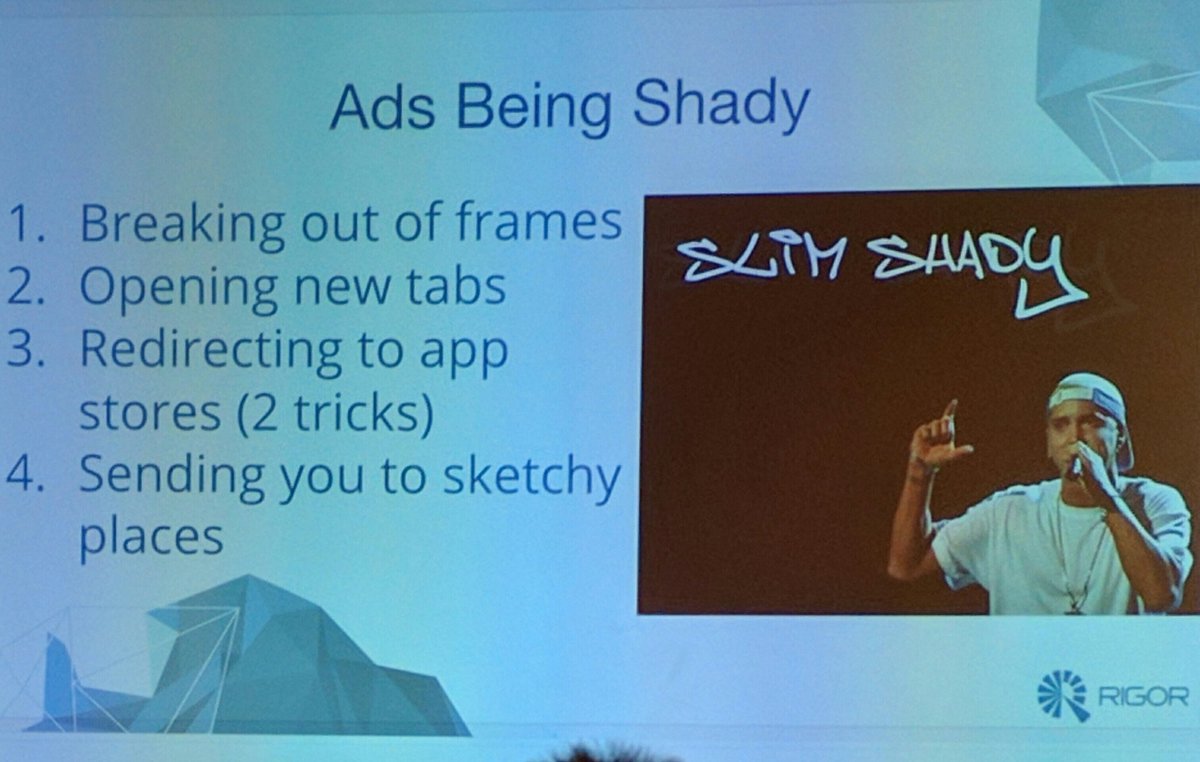 Ads Being Shady
1. Breaking out of frames
2. Opening new tabs
3. Redirecting to app
stores (2 tricks)
4. Sending you to sketchy
places
SLIM SHADY
RIGOR